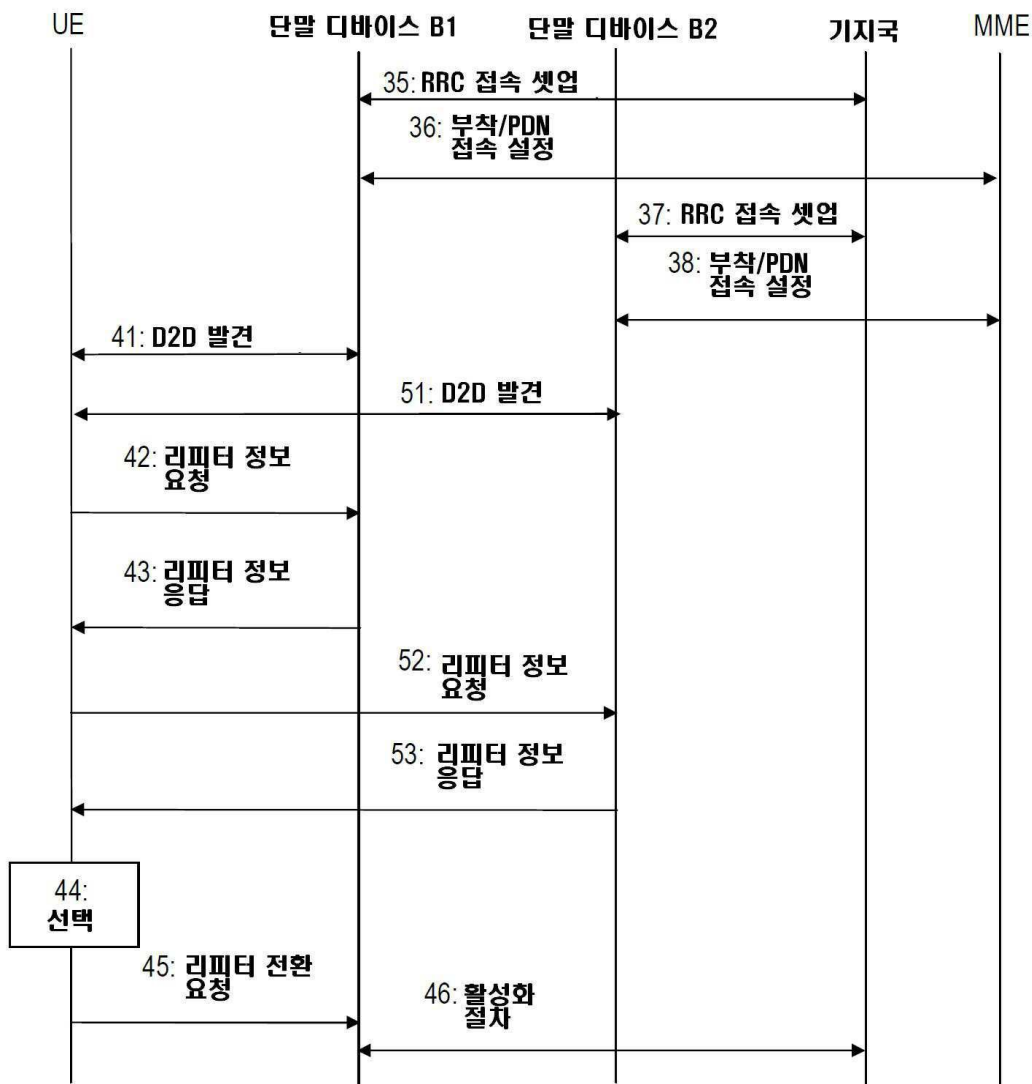 UE 단말 디바이스 B1 단말 디바이스 B2 기지국 MME
35: RRC 접속 셋업
36: 부착/PDN
접속 설정
37: RRC 접속 셋업
38: 부착/PDN
접속 설정
41: D2D 발견
51: D2D 발견
42: 리피터 정보
요청
43: 리피터 정보
응답
52: 리피터 정보
요청
53: 리피터 정보
응답
44:
선택
45: 리피터 전환
요청
46: 활성화
절차